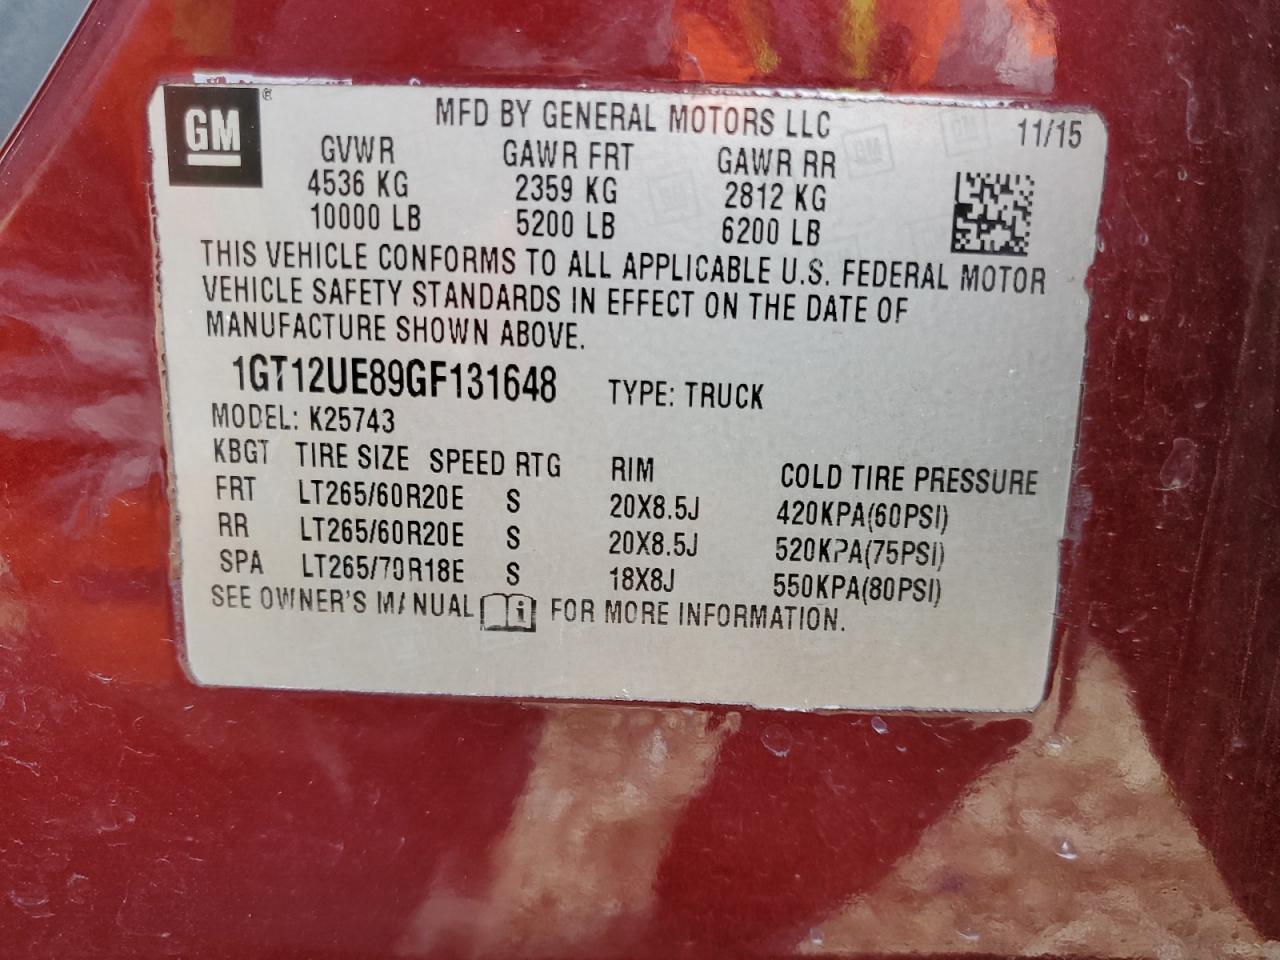 GM ®
MFD BY GENERAL MOTORS LLC 11/15
GVWR GAWR FRT GAWR RR
4536 KG 2359 KG 2812 KG
10000 LB 5200 LB 6200 LB
THIS VEHICLE CONFORMS TO ALL APPLICABLE U.S. FEDERAL MOTOR
VEHICLE SAFETY STANDARDS IN EFFECT ON THE DATE OF
MANUFACTURE SHOWN ABOVE.
1GT12UE89GF131648 TYPE: TRUCK
MODEL: K25743
KBGT TIRE SIZE SPEED RTG RIM COLD TIRE PRESSURE
FRT LT265/60R20E S 20X8.5J 420KPA(60PSI)
RR LT265/60R20E S 20X8.5J 520KPA(75PSI)
SPA LT265/70R18E S 18X8J 550KPA(80PSI)
SEE OWNER'S MANUAL i FOR MORE INFORMATION.